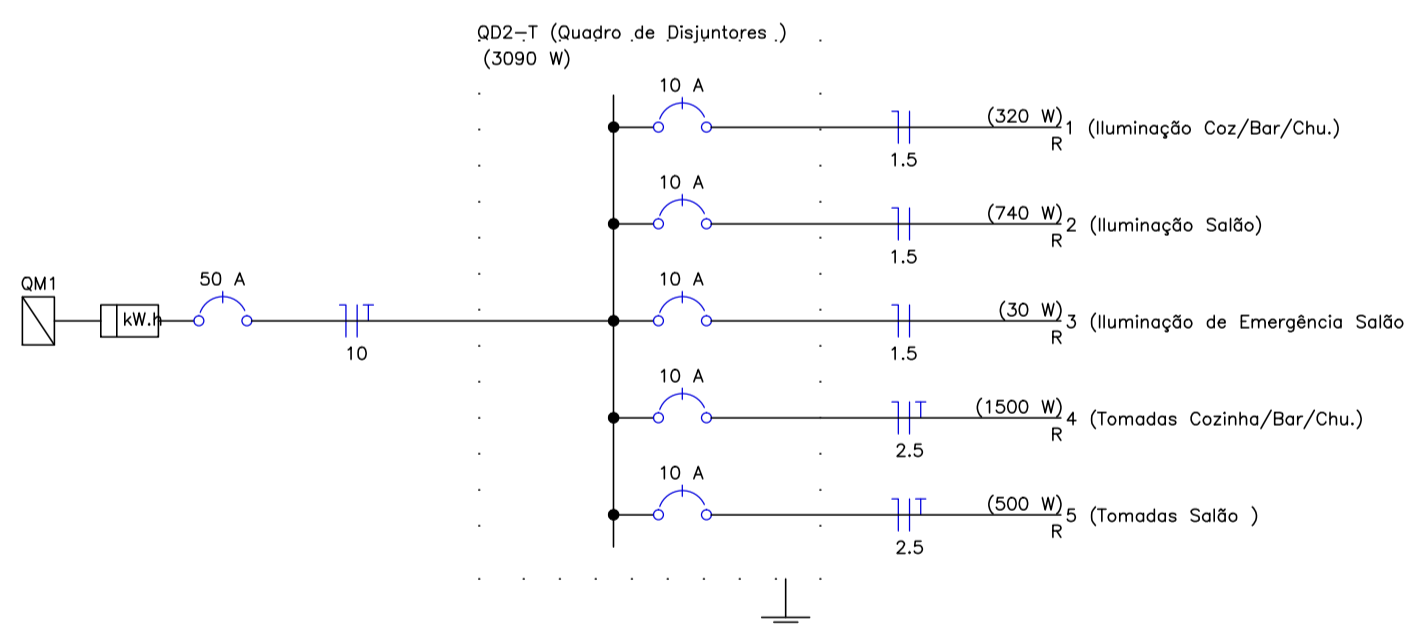 QD2-T (Quadro de Disjuntores )
(3090 W)
10 A
(320 W)
1 (Iluminação Coz/Bar/Chu.)
R
1.5
10 A
(740 W)
2 (Iluminação Salão)
R
1.5
QM1
kW.h
50 A
10
10 A
(30 W)
3 (Iluminação de Emergência Salão
R
1.5
10 A
(1500 W)
4 (Tomadas Cozinha/Bar/Chu.)
R
2.5
10 A
(500 W)
5 (Tomadas Salão )
R
2.5